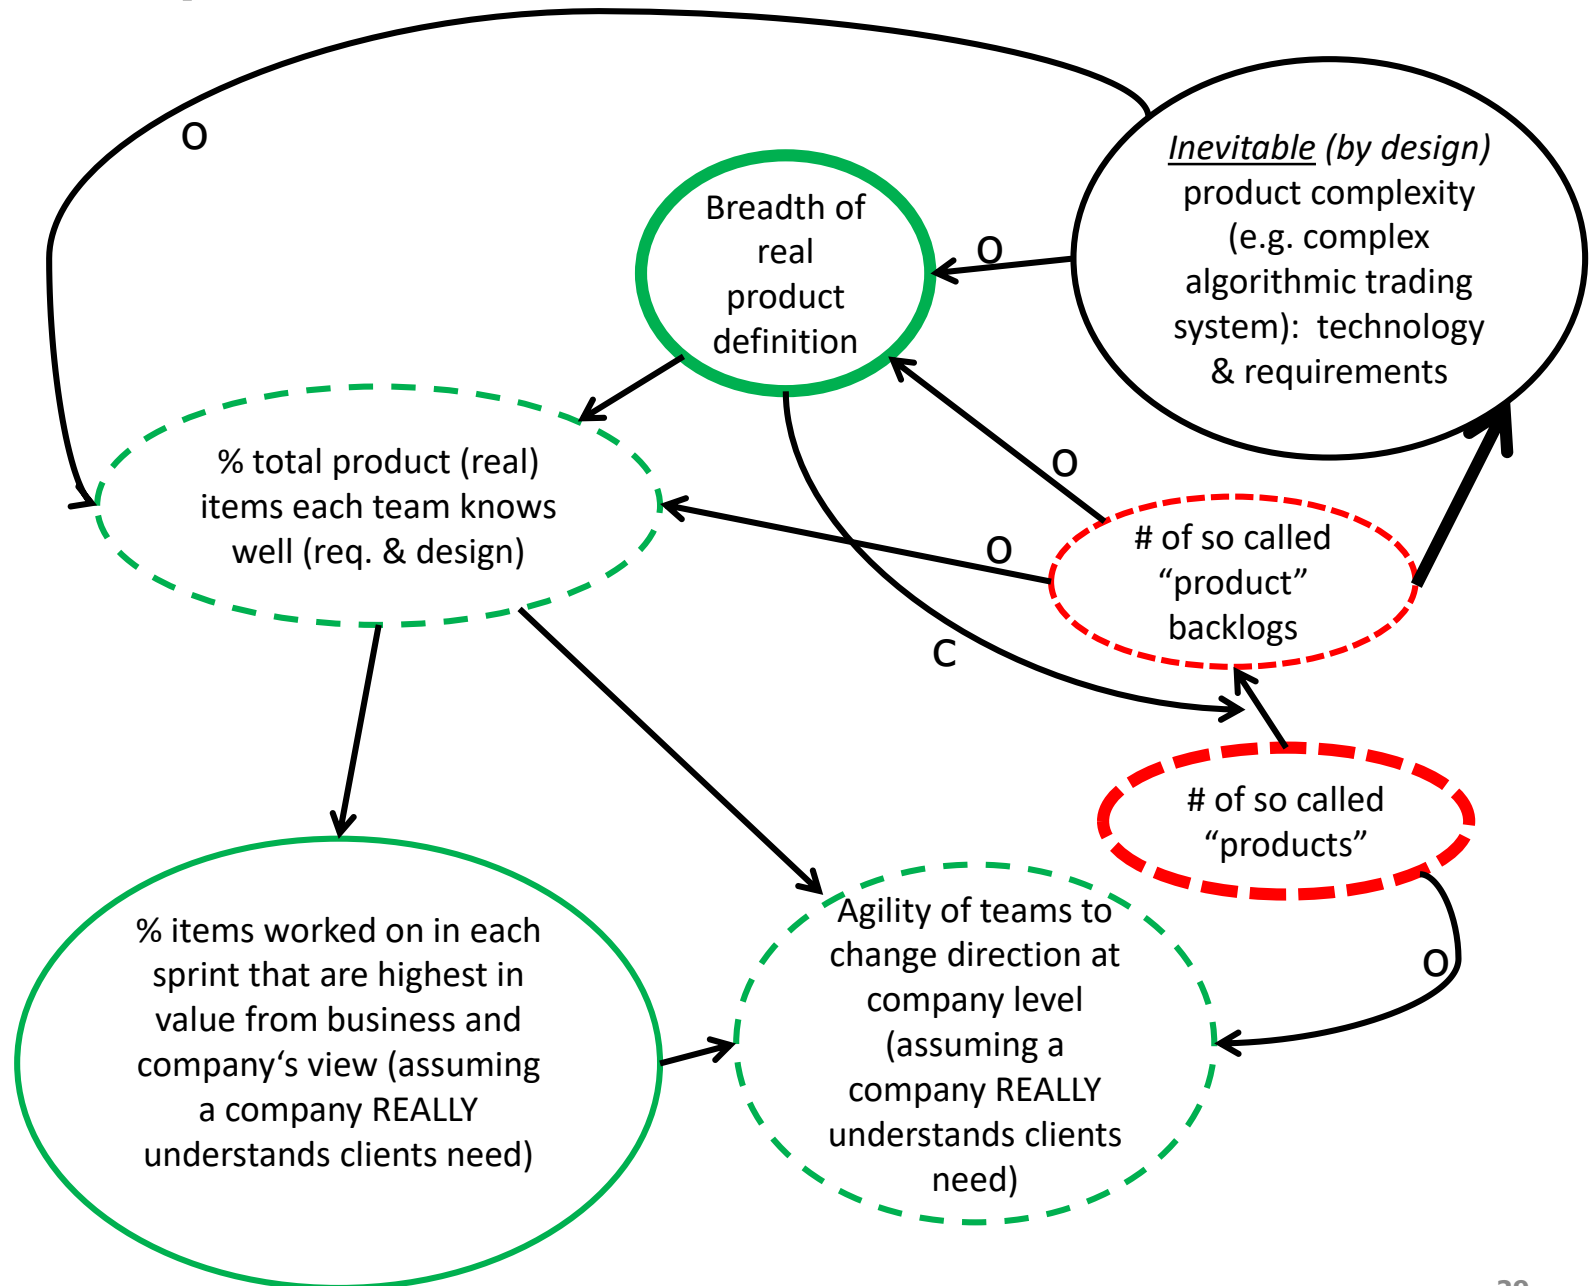 O
Inevitable (by design)
product complexity
(e.g. complex
algorithmic trading
system): technology
& requirements
Breadth of
real
product
definition
O
O
% total product (real)
items each team knows
well (req. & design)
O
# of so called
“product”
backlogs
C
# of so called
“products”
O
% items worked on in each
sprint that are highest in
value from business and
company‘s view (assuming
a company REALLY
understands clients need)
Agility of teams to
change direction at
company level
(assuming a
company REALLY
understands clients
need)